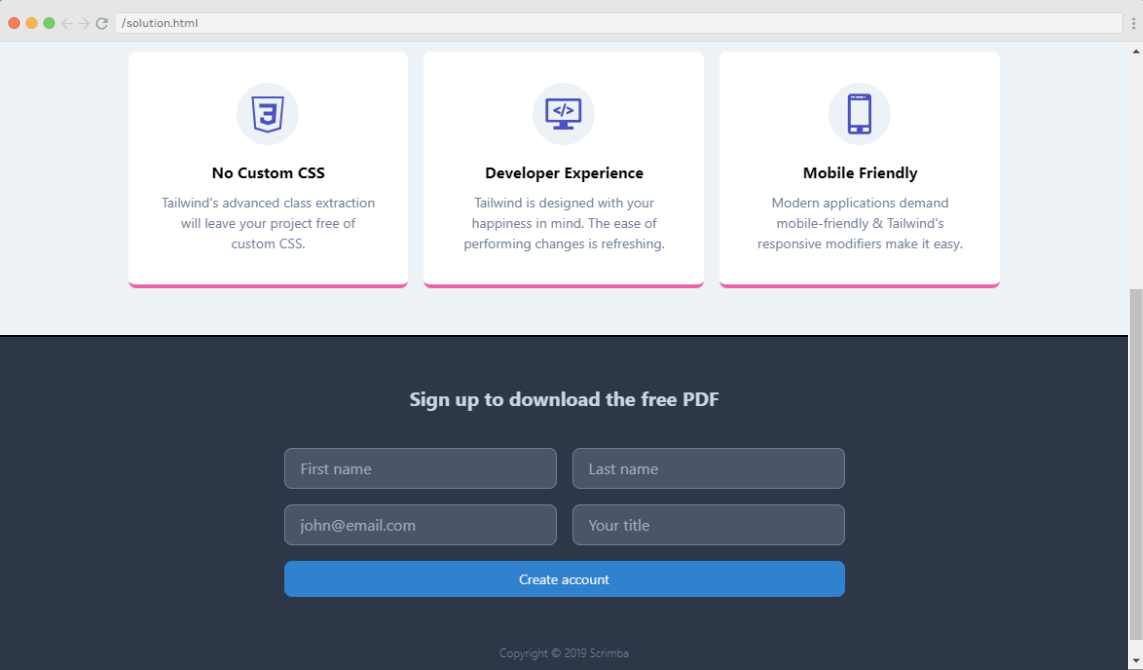 /solution.html
3
</>
No Custom CSS
Tailwind's advanced class extraction
will leave your project free of
custom CSS.
Developer Experience
Tailwind is designed with your
happiness in mind. The ease of
performing changes is refreshing.
Mobile Friendly
Modern applications demand
mobile-friendly & Tailwind's
responsive modifiers make it easy.
Sign up to download the free PDF
First name
Last name
john@email.com
Your title
Create account
Copyright © 2019 Scrimba